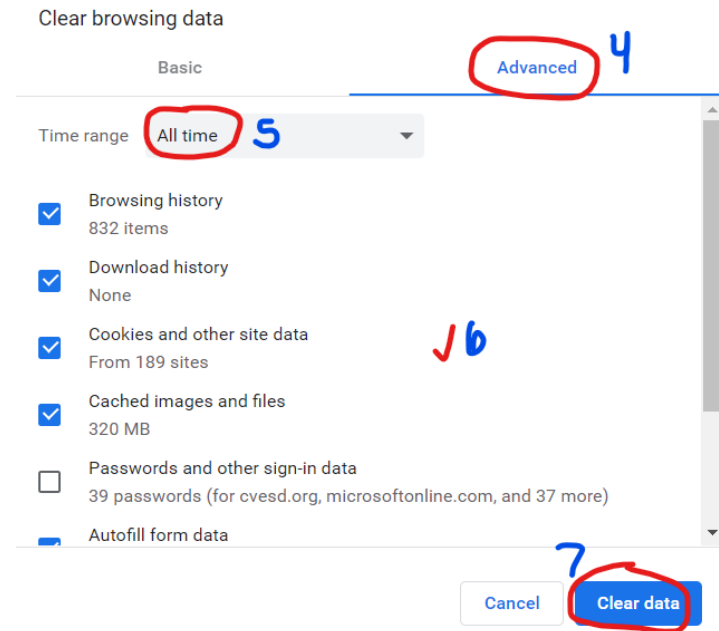 Clear browsing data
Basic
Advanced 4
Time range All time 5
Browsing history
832 items
Download history
None
Cookies and other site data
6
From 189 sites
Cached images and files
320 MB
Passwords and other sign-in data
39 passwords (for cvesd.org, microsoftonline.com, and 37 more)
Autofill form data
7
Cancel
Clear data